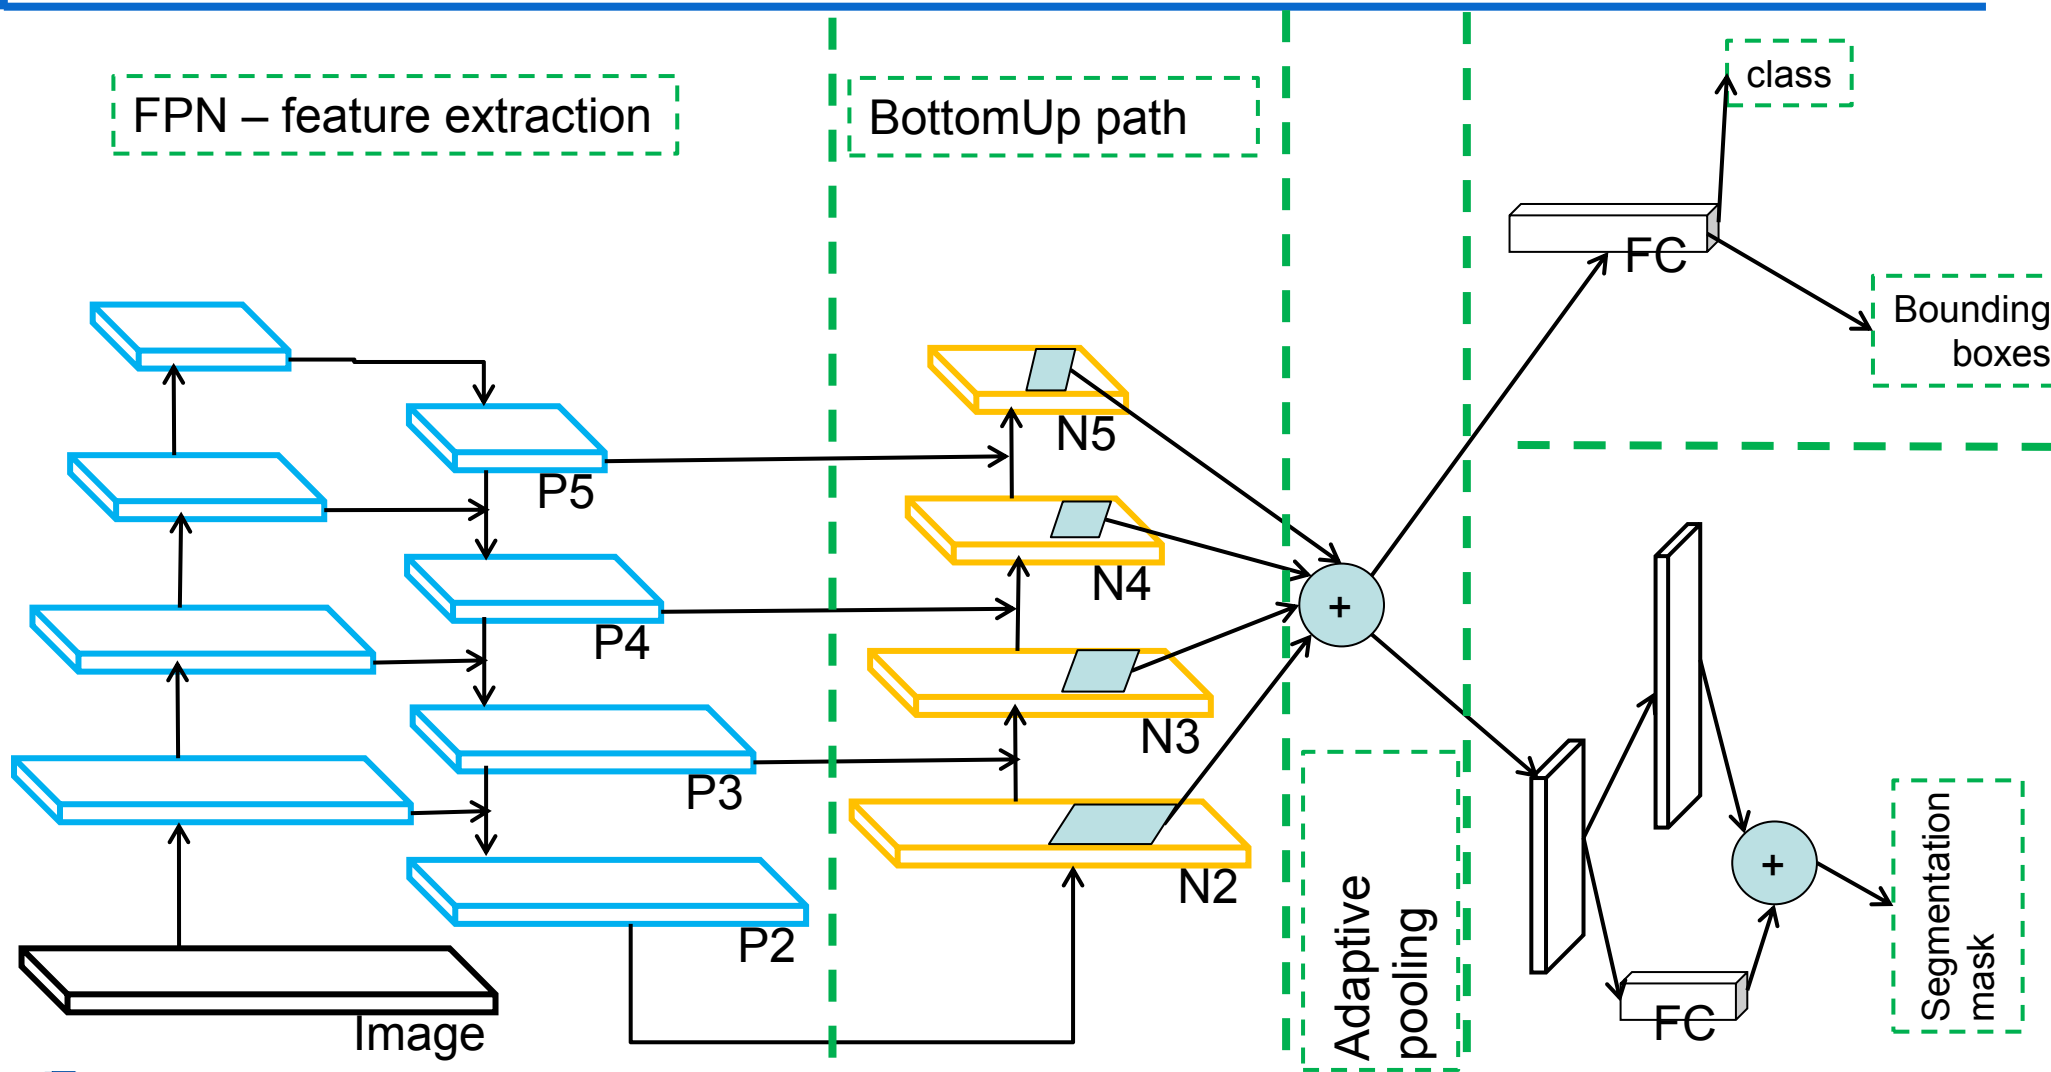 FPN – feature extraction
BottomUp path
class
FC
Bounding
boxes
N5
P5
N4
P4
N3
P3
N2
P2
Image
+
Adaptive
pooling
+
FC
Segmentation
mask